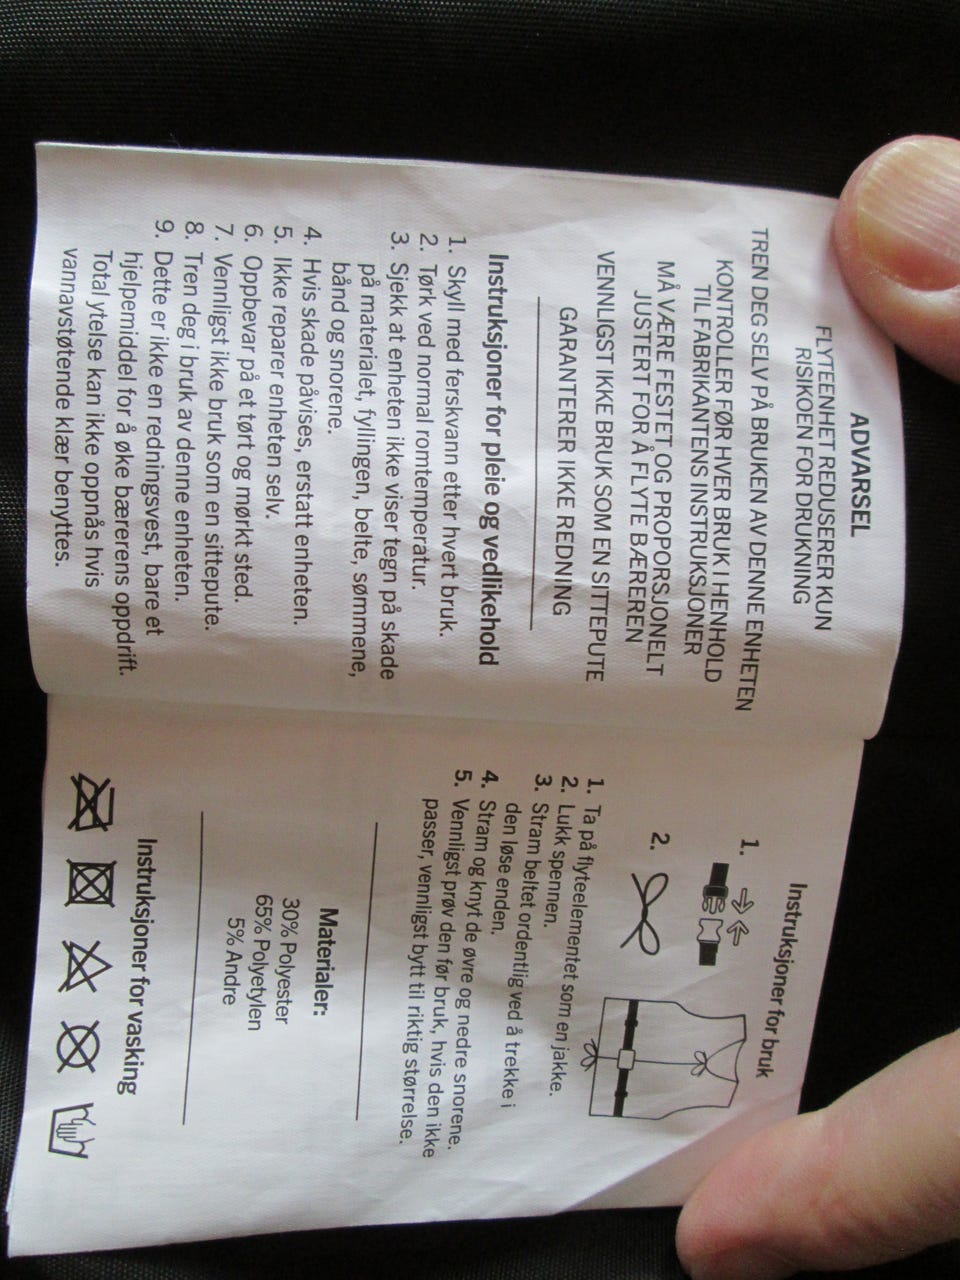 ADVARSEL
FLYTEENHET REDUSERER KUN
RISIKOEN FOR DRUKNING
TREN DEG SELV PÅ BRUKEN AV DENNE ENHETEN
KONTROLLER FØR HVER BRUK I HENHOLD
TIL FABRIKANTENS INSTRUKSJONER
MÅ VÆRE FESTET OG PROPORSJONELT
JUSTERT FOR Å FLYTE BÆREREN
VENNLIGST IKKE BRUK SOM EN SITTEPUTE
GARANTERER IKKE REDNING
Instruksjoner for pleie og vedlikehold
1. Skyll med ferskvann etter hvert bruk.
2. Tørk ved normal romtemperatur.
3. Sjekk at enheten ikke viser tegn på skade
på materialet, fyllingen, belte, sømmene,
bånd og snorene.
4. Hvis skade påvises, erstatt enheten.
5. Ikke reparer enheten selv.
6. Oppbevar på et tørt og mørkt sted.
7. Vennligst ikke bruk som en sittepute.
8. Tren deg i bruk av denne enheten.
9. Dette er ikke en redningsvest, bare et
hjelpemiddel for å øke bærerens oppdrift.
Total ytelse kan ikke oppnås hvis
vannavstøtende klær benyttes.
Instruksjoner for bruk
1.
2.
1. Ta på flyteelementet som en jakke.
2. Lukk spennen.
3. Stram beltet ordentlig ved å trekke i
den løse enden.
4. Stram og knyt de øvre og nedre snorene.
5. Vennligst prøv den før bruk, hvis den ikke
passer, vennligst bytt til riktig størrelse.
Materialer:
30% Polyester
65% Polyetylen
5% Andre
Instruksjoner for vasking